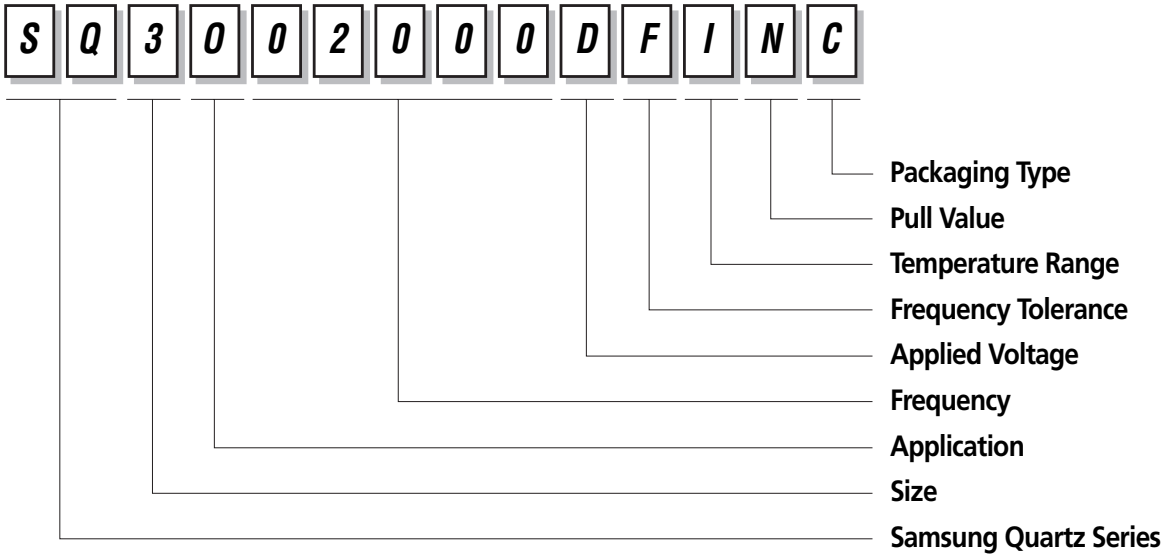 S Q 3 O 0 2 0 0 0 D F I N C
Packaging Type
Pull Value
Temperature Range
Frequency Tolerance
Applied Voltage
Frequency
Application
Size
Samsung Quartz Series